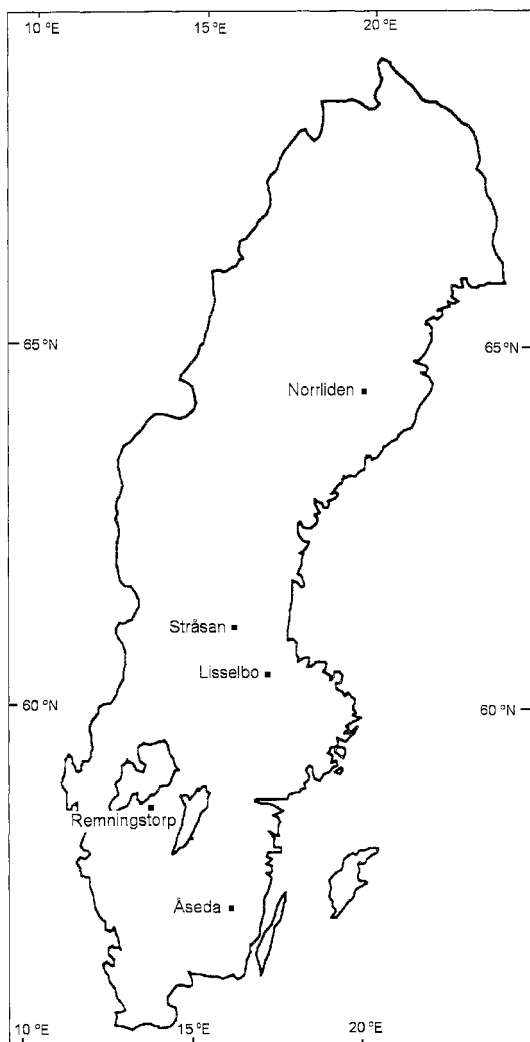 10 °E 15 °E 20 °E
65 °N 65 °N
Norrliden
Stråsan
Lisselbo
60 °N 60 °N
Remningstorp
Åseda
10 °E 15 °E 20 °E